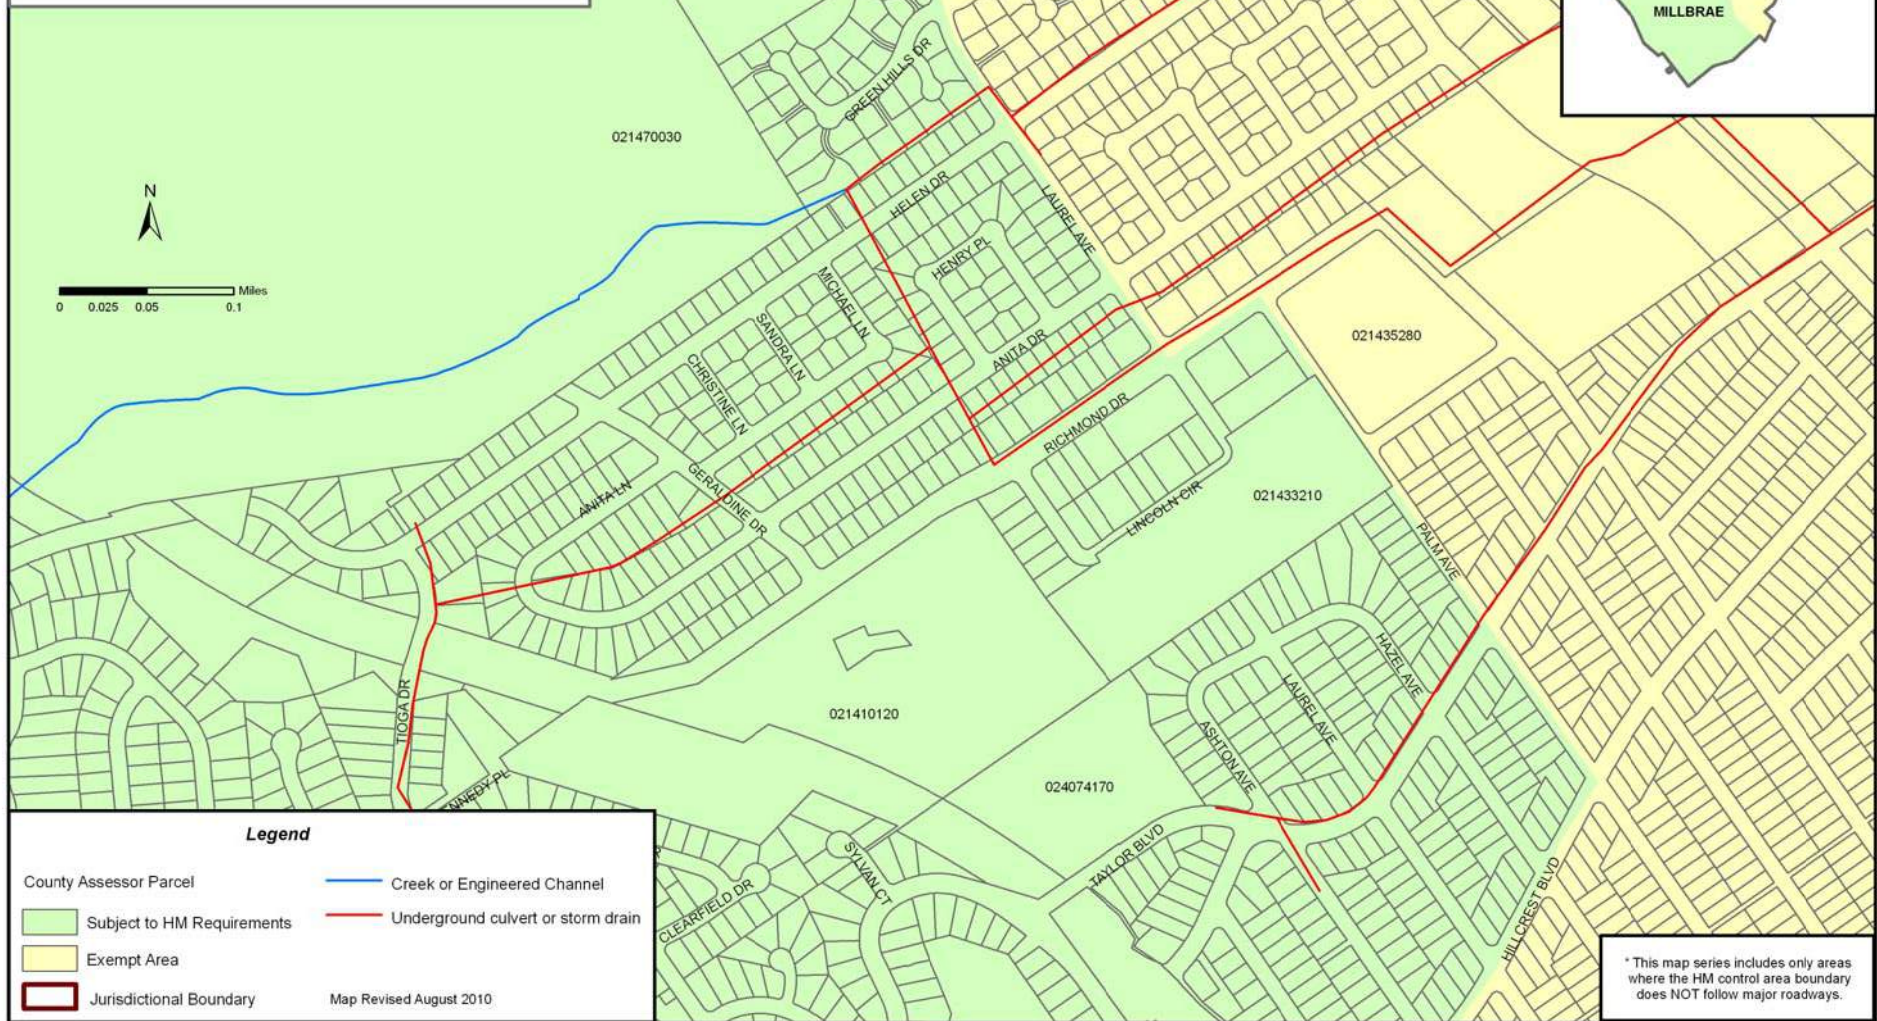 MILLBRAE
GREEN HILLS DR
021470030
N
HELEN DR
LAUREL AVE
HENRY PL
MICHAEL LN
Miles
0 0.025 0.05 0.1
SANDRA LN
021435280
ANITA DR
CHRISTINE LN
RICHMOND DR
GERALDINE DR
ANITA LN
021433210
LINCOLN CIR
PALM AVE
HAZEL AVE
TIOGA DR
021410120
LAUREL AVE
ASHTON AVE
024074170
NNEDY PL
TAYLOR BLVD
SYLVAN CT
CLEARFIELD DR
HILLCREST BLVD
Legend
County Assessor Parcel
Creek or Engineered Channel
Subject to HM Requirements
Underground culvert or storm drain
Exempt Area
Jurisdictional Boundary
Map Revised August 2010
* This map series includes only areas
where the HM control area boundary
does NOT follow major roadways.